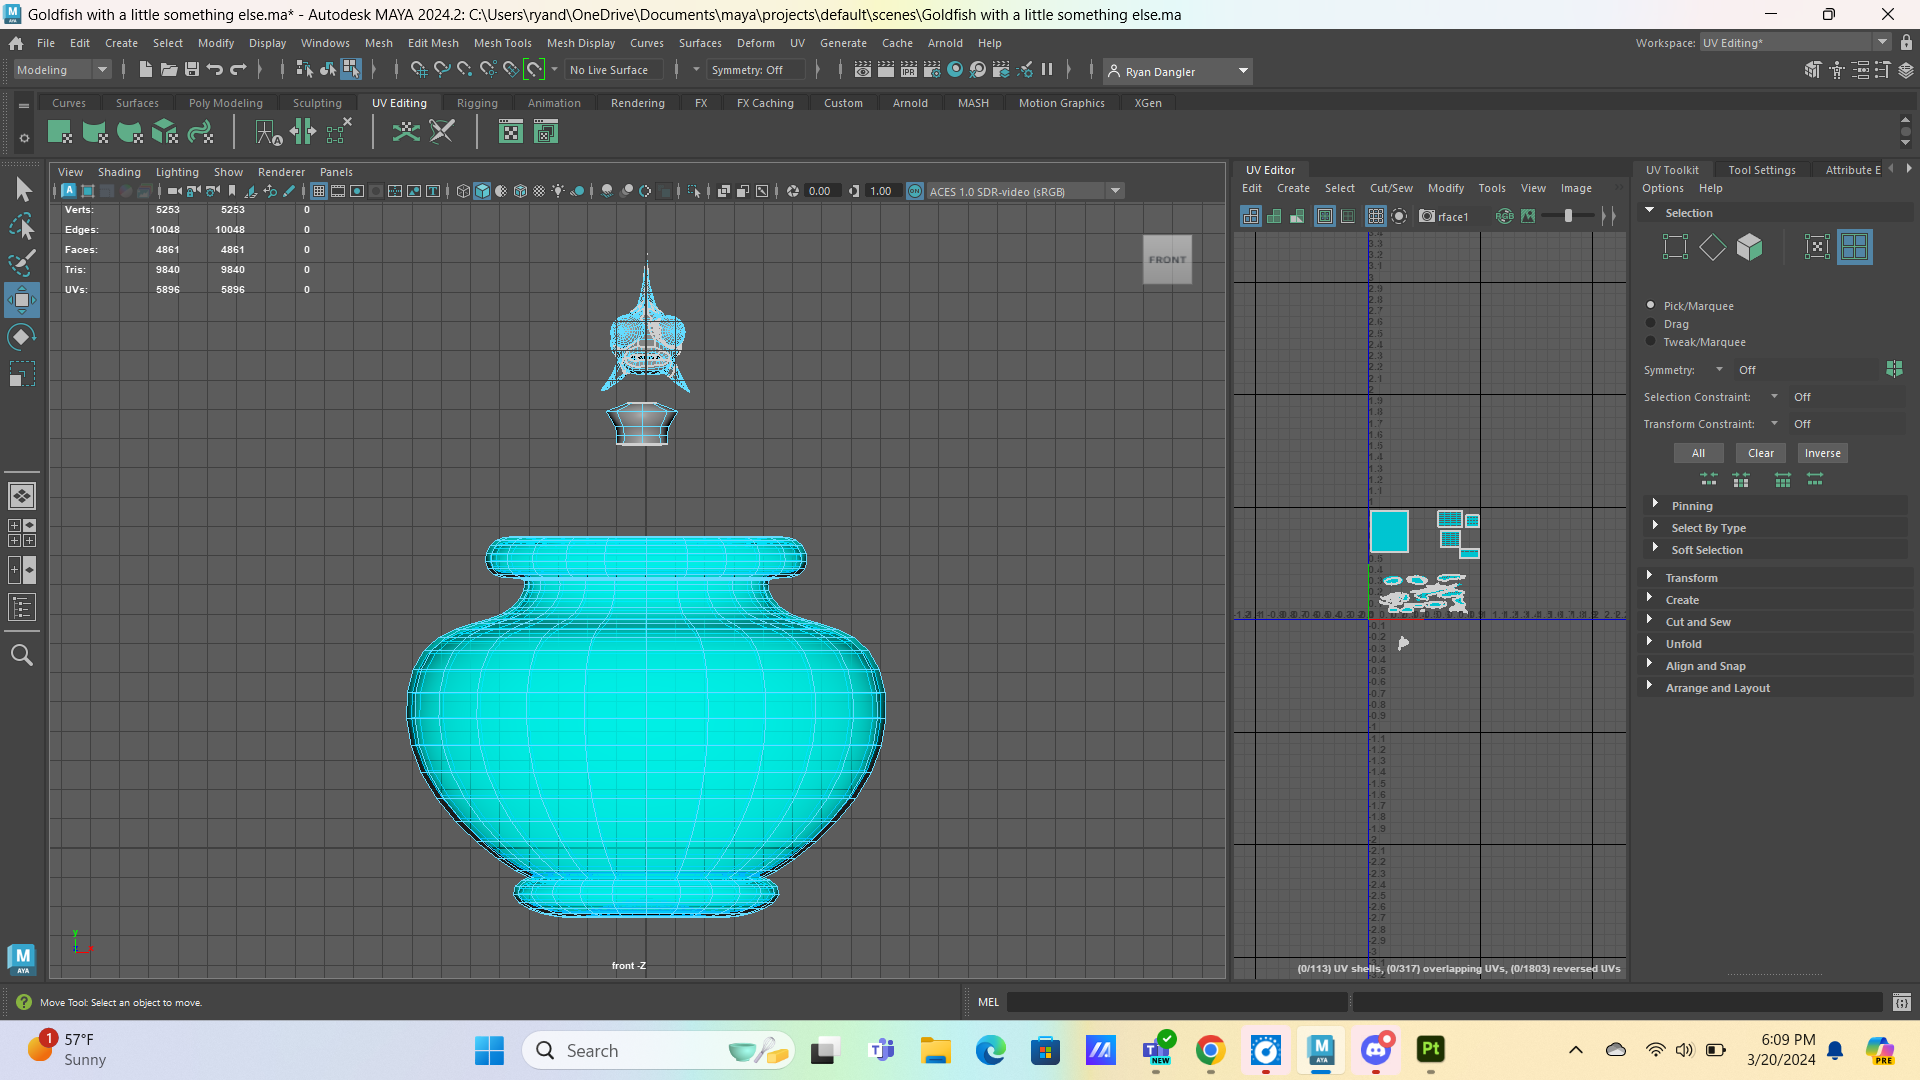 Goldfish with a little something else.ma* - Autodesk MAYA 2024.2: C:\Users\ryand\OneDrive\Documents\maya\projects\default\scenes\Goldfish with a little something else.ma
File Edit Create Select Modify Display Windows Mesh Edit Mesh Mesh Tools Mesh Display Curves Surfaces Deform UV Generate Cache Arnold Help
Workspace: UV Editing*
Modeling No Live Surface Symmetry: Off Ryan Dangler
Curves Surfaces Poly Modeling Sculpting UV Editing Rigging Animation Rendering FX FX Caching Custom Arnold MASH Motion Graphics XGen
View Shading Lighting Show Renderer Panels
0.00 1.00 ACES 1.0 SDR-video (sRGB)
Verts: 5253 5253 0
Edges: 10048 10048 0
Faces: 4861 4861 0
Tris: 9840 9840 0
UVs: 5896 5896 0
FRONT
front -Z
UV Editor
Edit Create Select Cut/Sew Modify Tools View Image
rface1
(0/113) UV shells, (0/317) overlapping UVs, (0/1803) reversed UVs
UV Toolkit Tool Settings Attribute E
Options Help
Selection
Pick/Marquee
Drag
Tweak/Marquee
Symmetry: Off
Selection Constraint: Off
Transform Constraint: Off
All Clear Inverse
Pinning
Select By Type
Soft Selection
Transform
Create
Cut and Sew
Unfold
Align and Snap
Arrange and Layout
Move Tool: Select an object to move.
MEL
57°F
Sunny
Search
6:09 PM
3/20/2024